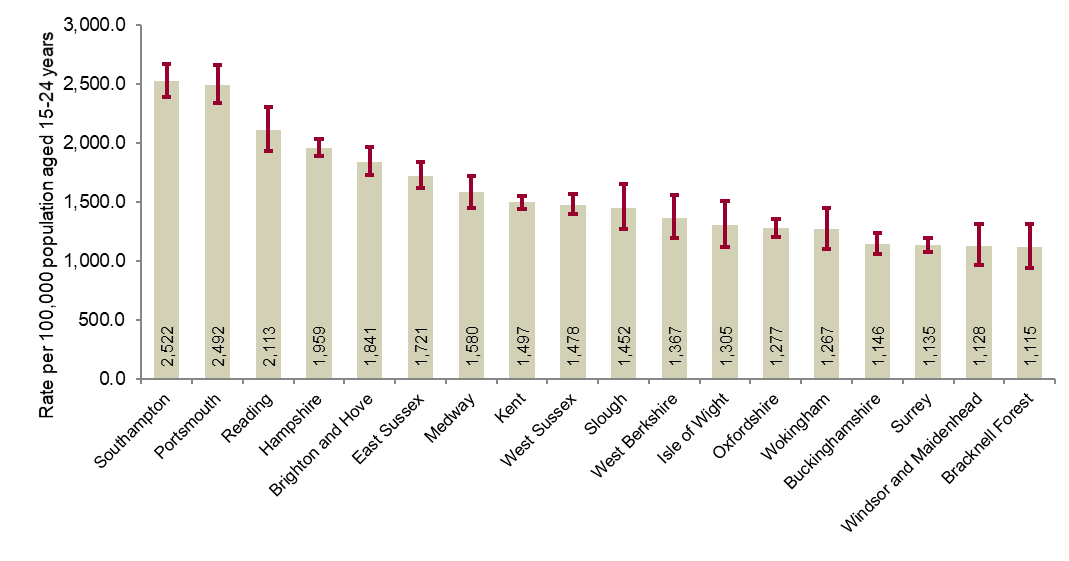 Rate per 100,000 population aged 15-24 years
3,000.0
2,500.0
2,000.0
1,500.0
1,000.0
500.0
0.0
2,522
2,492
2,113
1,959
1,841
1,721
1,580
1,497
1,478
1,452
1,367
1,305
1,277
1,267
1,146
1,135
1,128
1,115
Southampton
Portsmouth
Reading
Hampshire
Brighton and Hove
East Sussex
Medway
Kent
West Sussex
Slough
West Berkshire
Isle of Wight
Oxfordshire
Wokingham
Buckinghamshire
Surrey
Windsor and Maidenhead
Bracknell Forest